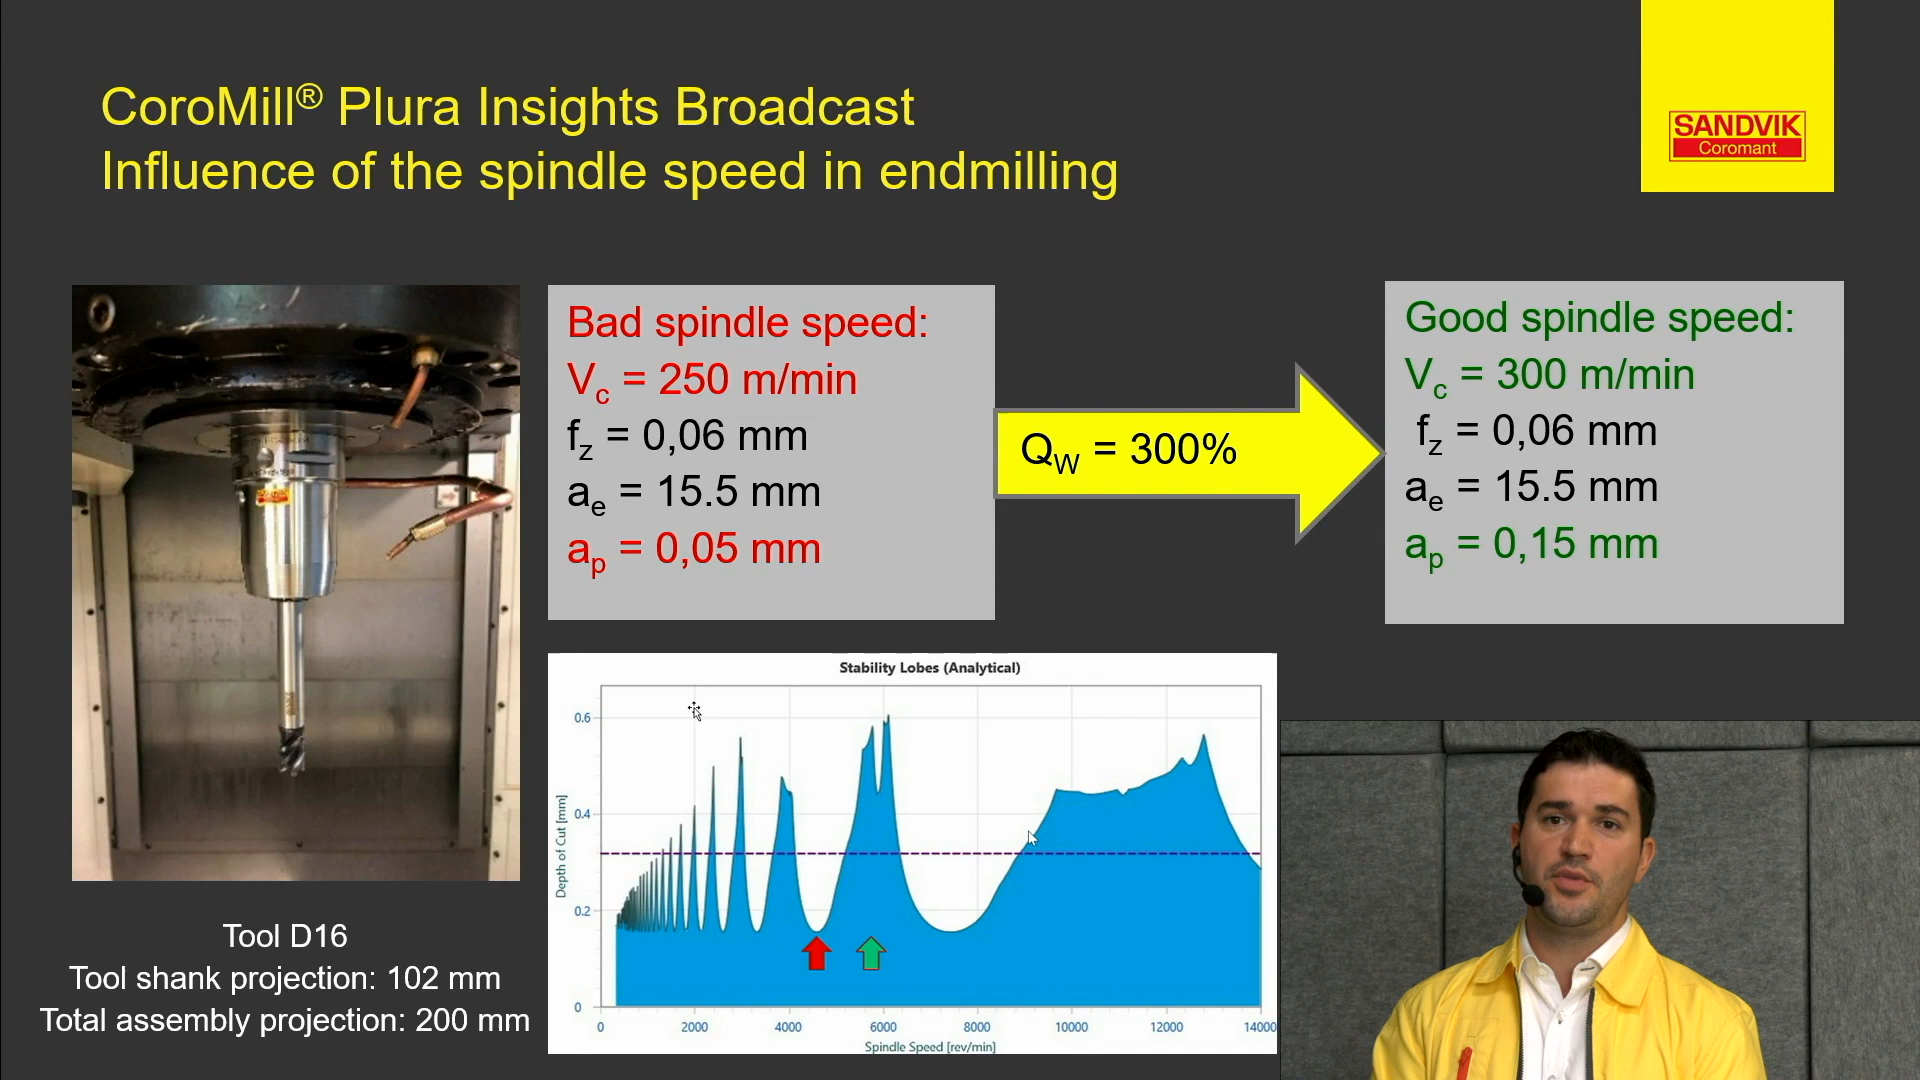 CoroMill® Plura Insights Broadcast
Influence of the spindle speed in endmilling
SANDVIK
Coromant
Bad spindle speed:
Vc = 250 m/min
fz = 0,06 mm
ae = 15.5 mm
ap = 0,05 mm
QW = 300%
Good spindle speed:
Vc = 300 m/min
fz = 0,06 mm
ae = 15.5 mm
ap = 0,15 mm
Tool D16
Tool shank projection: 102 mm
Total assembly projection: 200 mm
Stability Lobes (Analytical)
Depth of Cut [mm]
0.6
0.4
0.2
0
0 2000 4000 6000 8000 10000 12000 14000
Spindle Speed [rev/min]